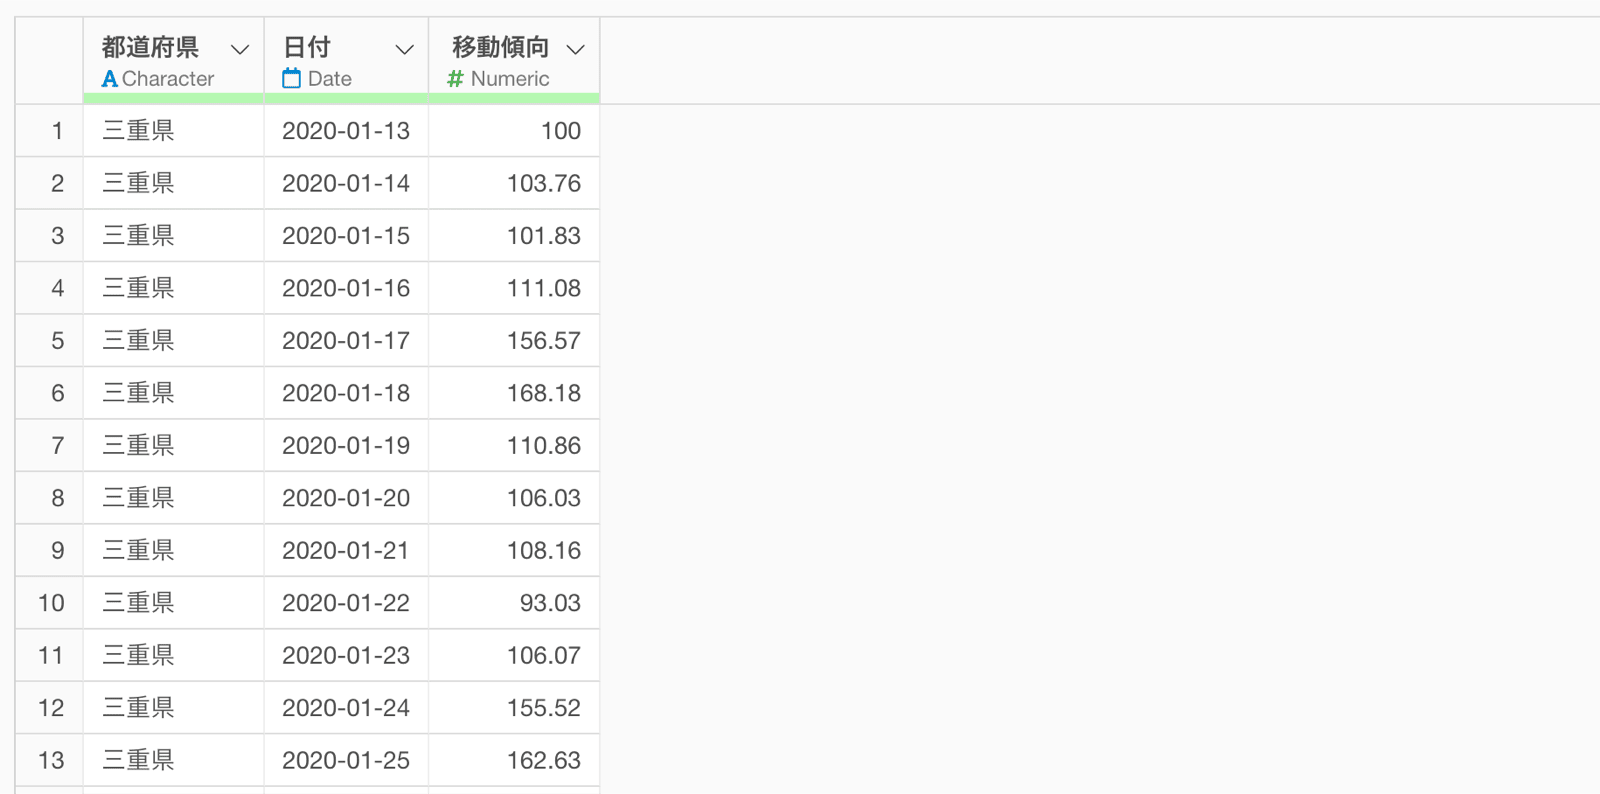 都道府県 日付 移動傾向
Character Date # Numeric
1 三重県 2020-01-13 100
2 三重県 2020-01-14 103.76
3 三重県 2020-01-15 101.83
4 三重県 2020-01-16 111.08
5 三重県 2020-01-17 156.57
6 三重県 2020-01-18 168.18
7 三重県 2020-01-19 110.86
8 三重県 2020-01-20 106.03
9 三重県 2020-01-21 108.16
10 三重県 2020-01-22 93.03
11 三重県 2020-01-23 106.07
12 三重県 2020-01-24 155.52
13 三重県 2020-01-25 162.63